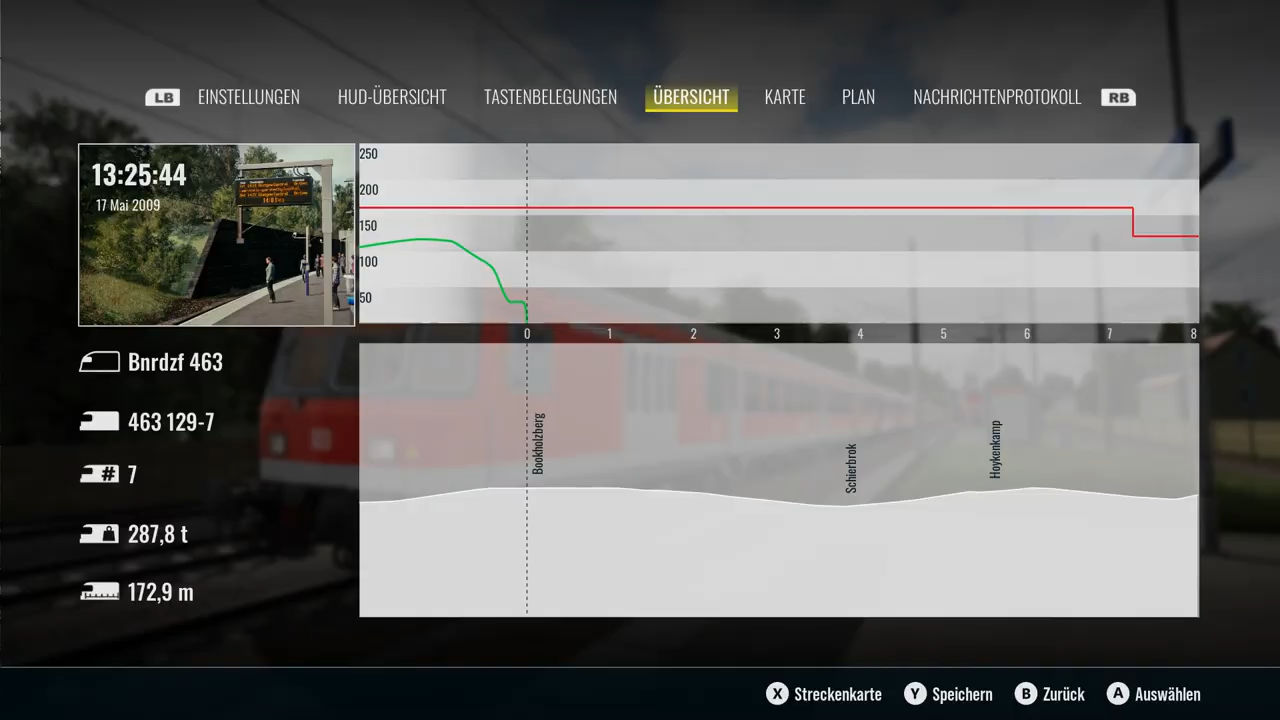 LB EINSTELLUNGEN HUD-ÜBERSICHT TASTENBELEGUNGEN ÜBERSICHT KARTE PLAN NACHRICHTENPROTOKOLL RB
13:25:44
17 Mai 2009
250
200
150
100
50
0 1 2 3 4 5 6 7 8
Bnrdzf 463
463 129-7
# 7
287,8 t
172,9 m
Bookholzberg
Schierbrok
Hoykenkamp
X Streckenkarte Y Speichern B Zurück A Auswählen